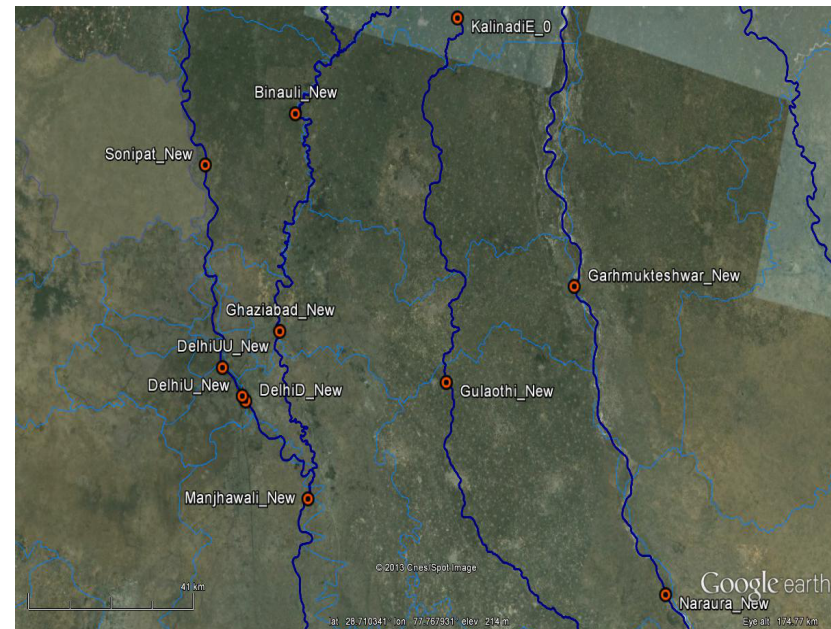 KalinadiE_0
Binauli_New
Sonipat_New
Garhmukteshwar_New
Ghaziabad_New
DelhiUU_New
DelhiU_New
DelhiD_New
Gulaothi_New
Manjhawali_New
© 2013 Cnes/Spot Image
41 km
Google earth
Naraura_New
lat 28.710341° lon 77.767931° elev 214 m
Eye alt 174.77 km